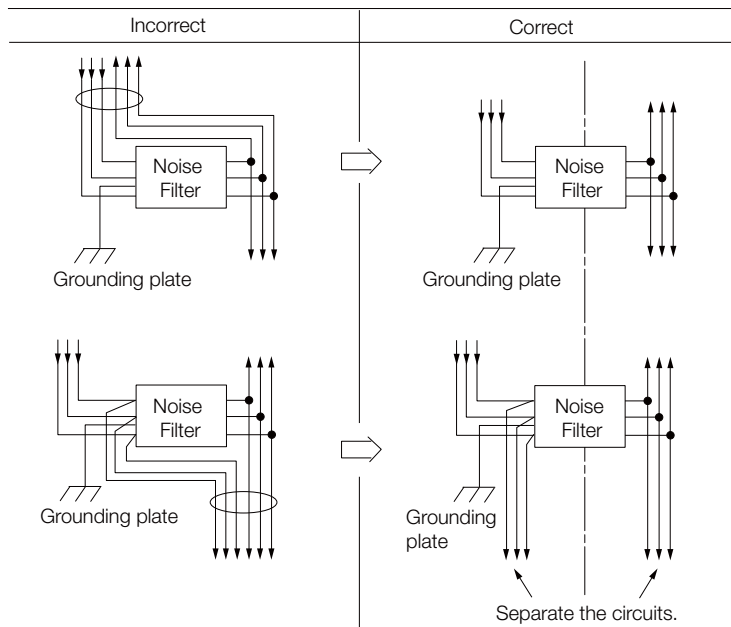 Incorrect
Correct
Noise
Filter
Grounding plate
Noise
Filter
Grounding plate
Noise
Filter
Grounding plate
Noise
Filter
Grounding
plate
Separate the circuits.